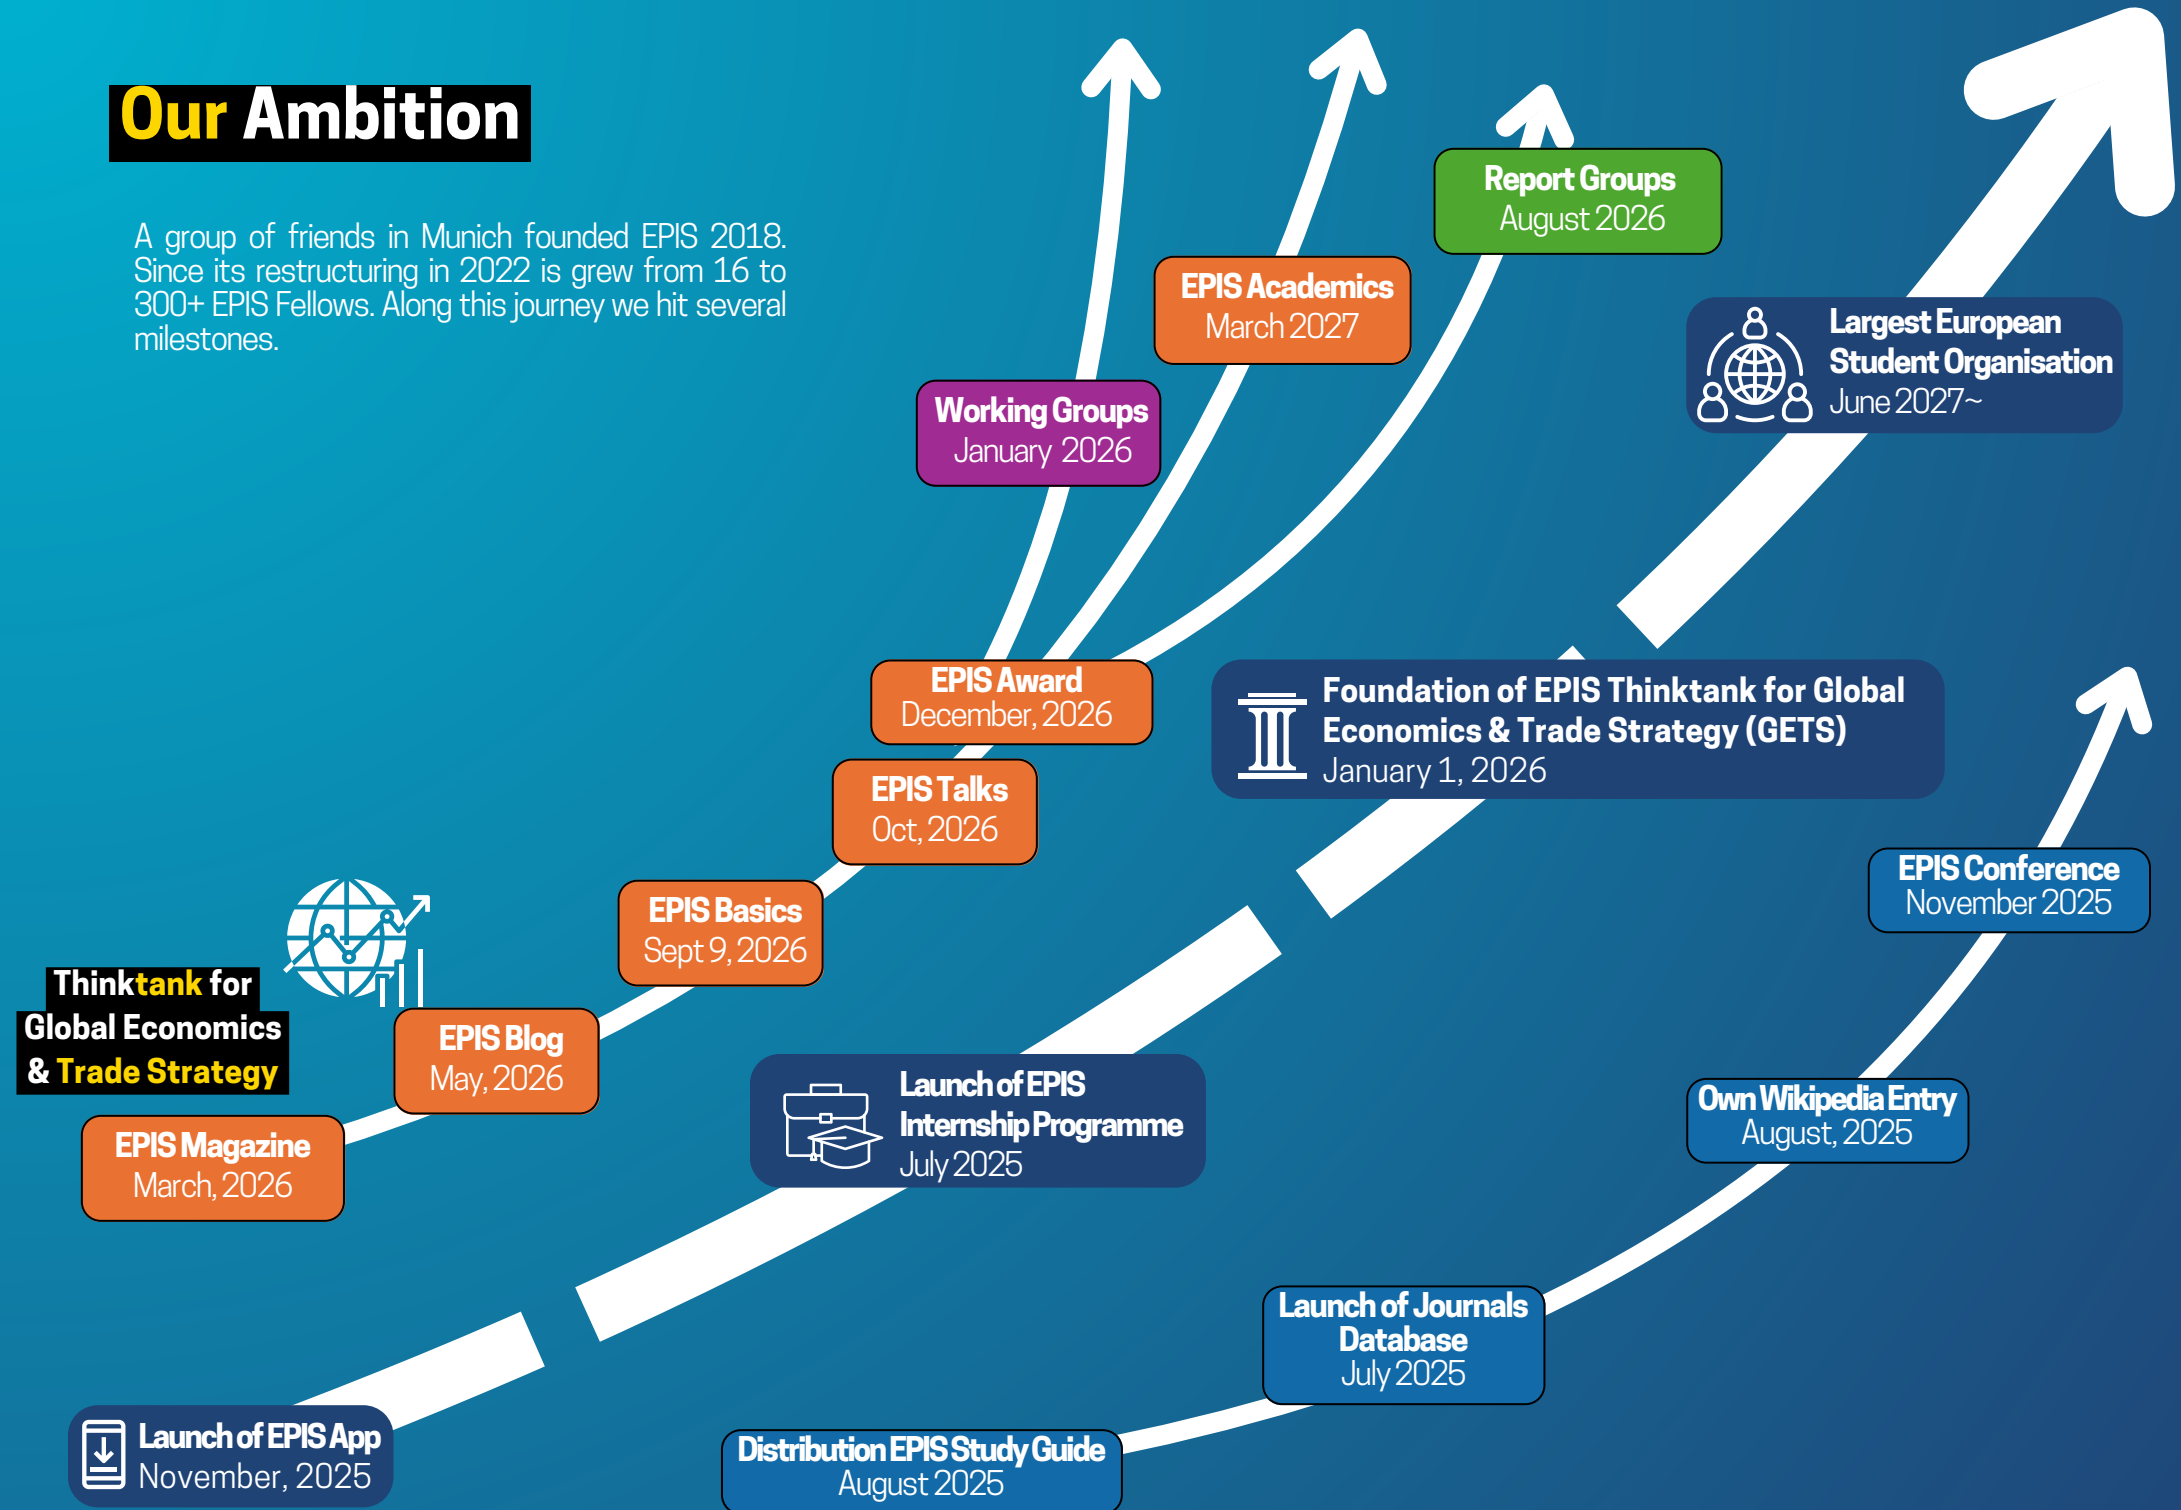 Our Ambition
A group of friends in Munich founded EPIS 2018.
Since its restructuring in 2022 is grew from 16 to
300+ EPIS Fellows. Along this journey we hit several
milestones.
Report Groups
August 2026
EPIS Academics
March 2027
Largest European
Student Organisation
June 2027~
Working Groups
January 2026
EPIS Award
December, 2026
Foundation of EPIS Thinktank for Global
Economics & Trade Strategy (GETS)
January 1, 2026
EPIS Talks
Oct, 2026
EPIS Conference
November 2025
EPIS Basics
Sept 9, 2026
Thinktank for
Global Economics
& Trade Strategy
EPIS Blog
May, 2026
EPIS Magazine
March, 2026
Launch of EPIS
Internship Programme
July 2025
Own Wikipedia Entry
August, 2025
Launch of Journals
Database
July 2025
Launch of EPIS App
November, 2025
Distribution EPIS Study Guide
August 2025